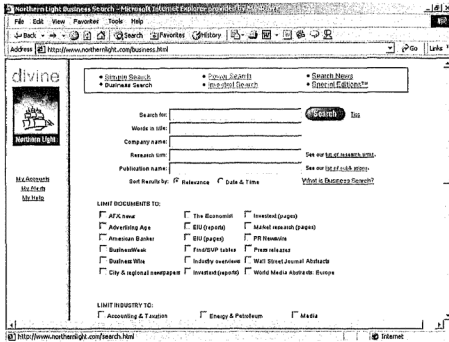 Northern Light Business Search - Microsoft Internet Explorer provided by
File Edit View Favorites Tools Help
Back Search Favorites History
Address http://www.northernlight.com/business.html Go Links
divine
Northern Light
My Accounts
My Alerts
My Help
• Simple Search • Power Search • Search News
• Business Search • Investext Search • Special Editions™
Search for: Search Tips
Words in title:
Company name:
Research firm: See our list of research firms.
Publication name: See our list of publications.
Sort Results by: Relevance Date & Time What is Business Search?
LIMIT DOCUMENTS TO:
AFX news The Economist Investext (pages)
Advertising Age EIU (reports) Market research (pages)
American Banker EIU (pages) PR Newswire
BusinessWeek Find/SVP tables Press releases
Business Wire Industry overviews Wall Street Journal Abstracts
City & regional newspapers Investext (reports) World Media Abstracts: Europe
LIMIT INDUSTRY TO:
Accounting & Taxation Energy & Petroleum Media
http://www.northernlight.com/search.html Internet